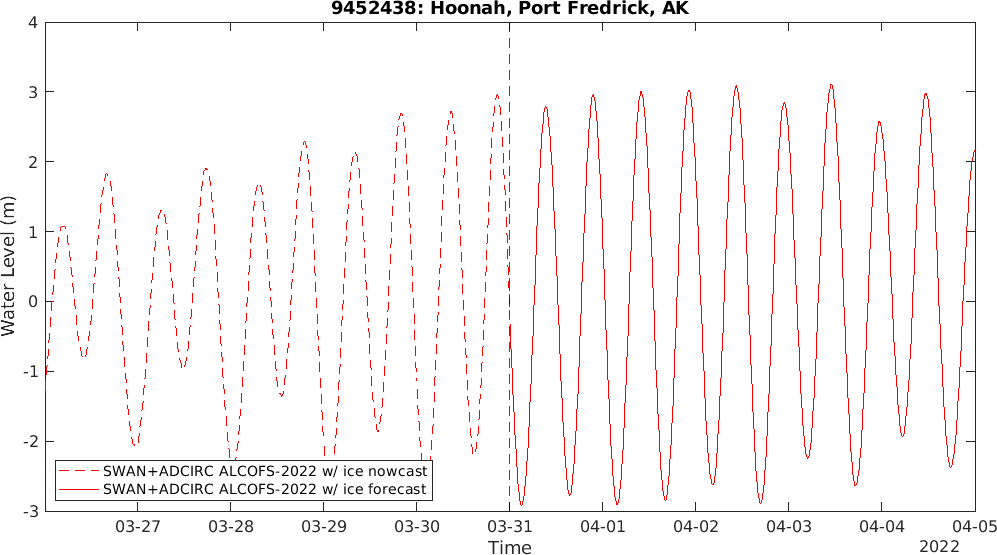 9452438: Hoonah, Port Fredrick, AK
4
3
2
1
0
-1
-2
-3
Water Level (m)
SWAN+ADCIRC ALCOFS-2022 w/ ice nowcast
SWAN+ADCIRC ALCOFS-2022 w/ ice forecast
03-27 03-28 03-29 03-30 03-31 04-01 04-02 04-03 04-04 04-05
Time
2022